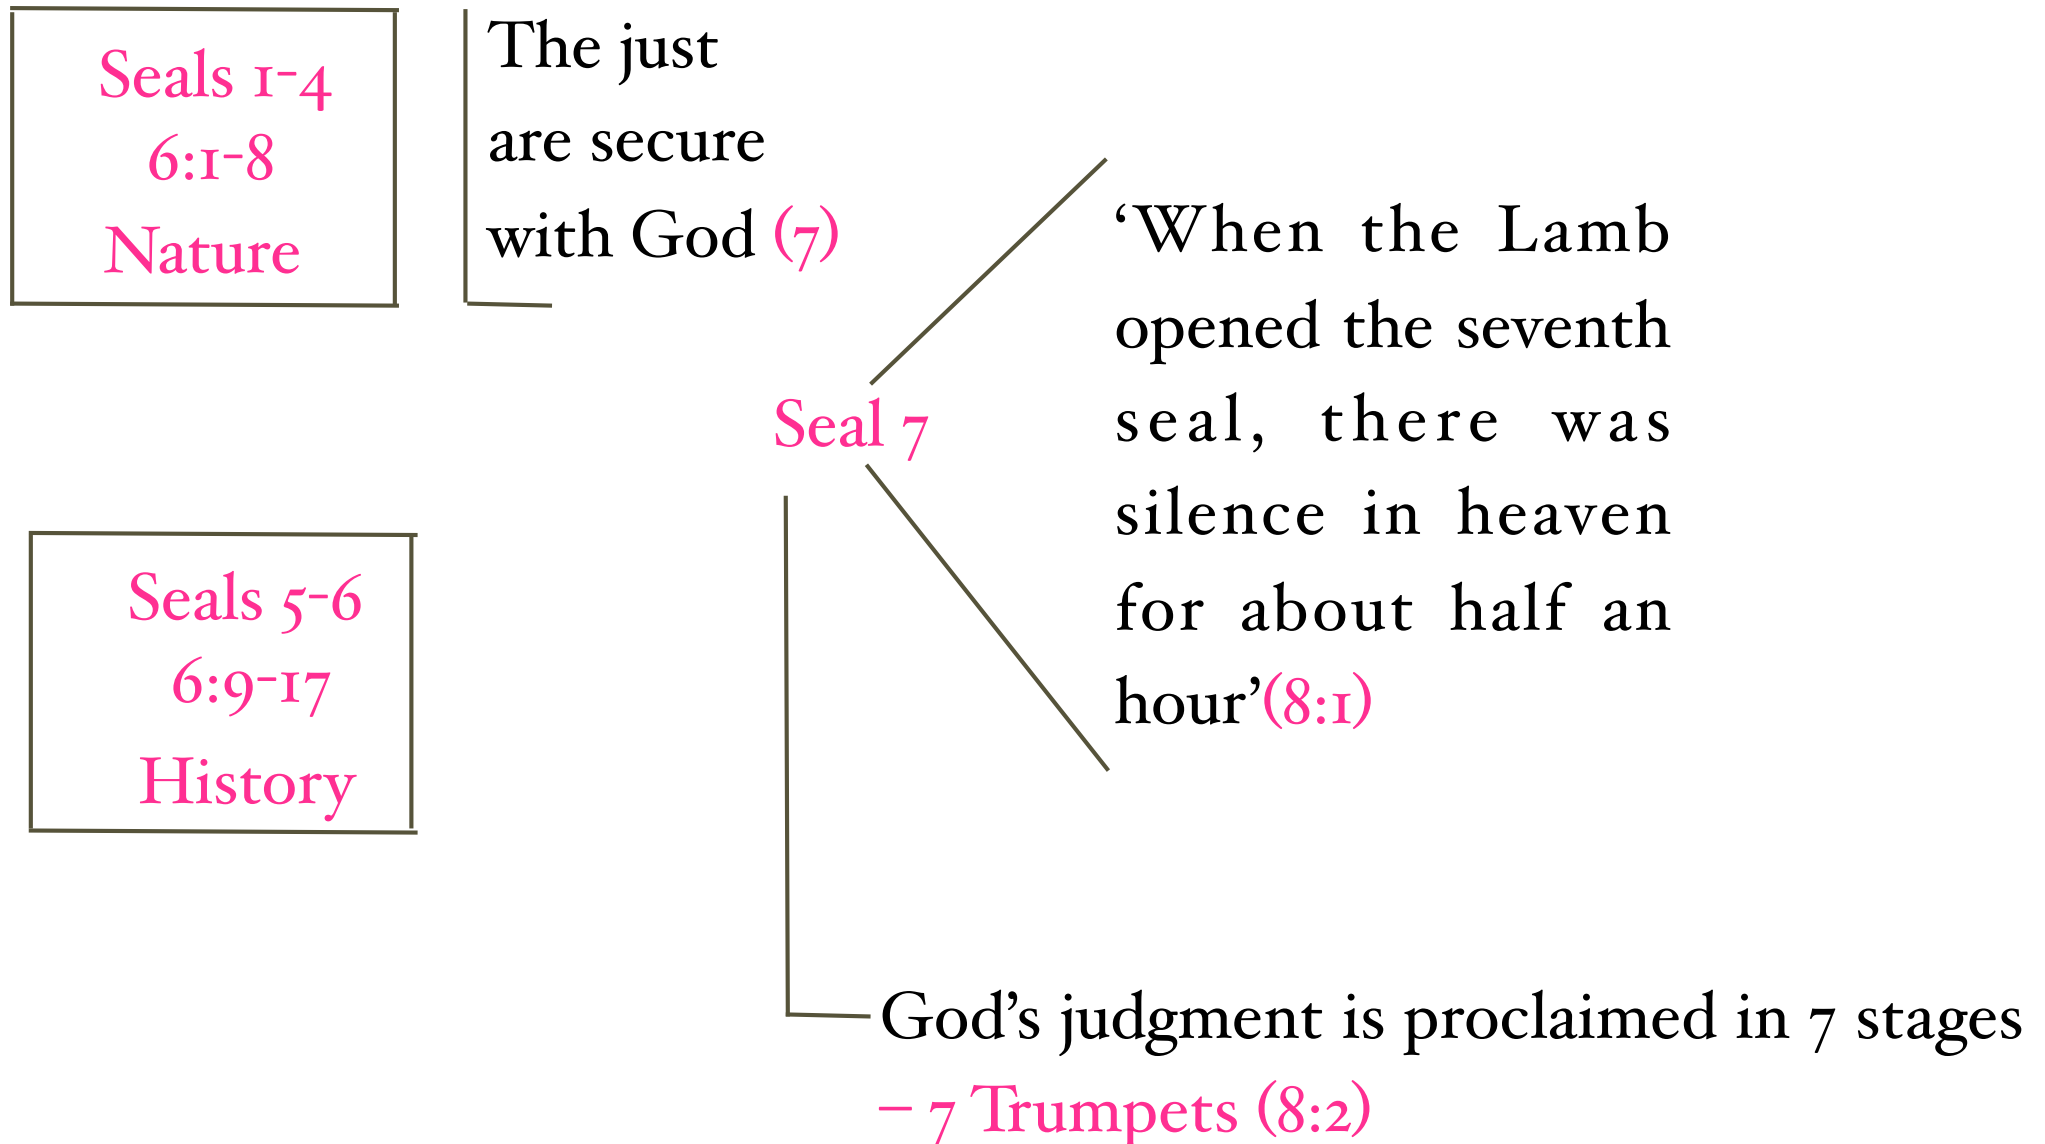 Seals 1-4
6:1-8
Nature
The just
are secure
with God (7)
Seals 5-6
6:9-17
History
Seal 7
‘When the Lamb
opened the seventh
seal, there was
silence in heaven
for about half an
hour’(8:1)
God’s judgment is proclaimed in 7 stages
– 7 Trumpets (8:2)